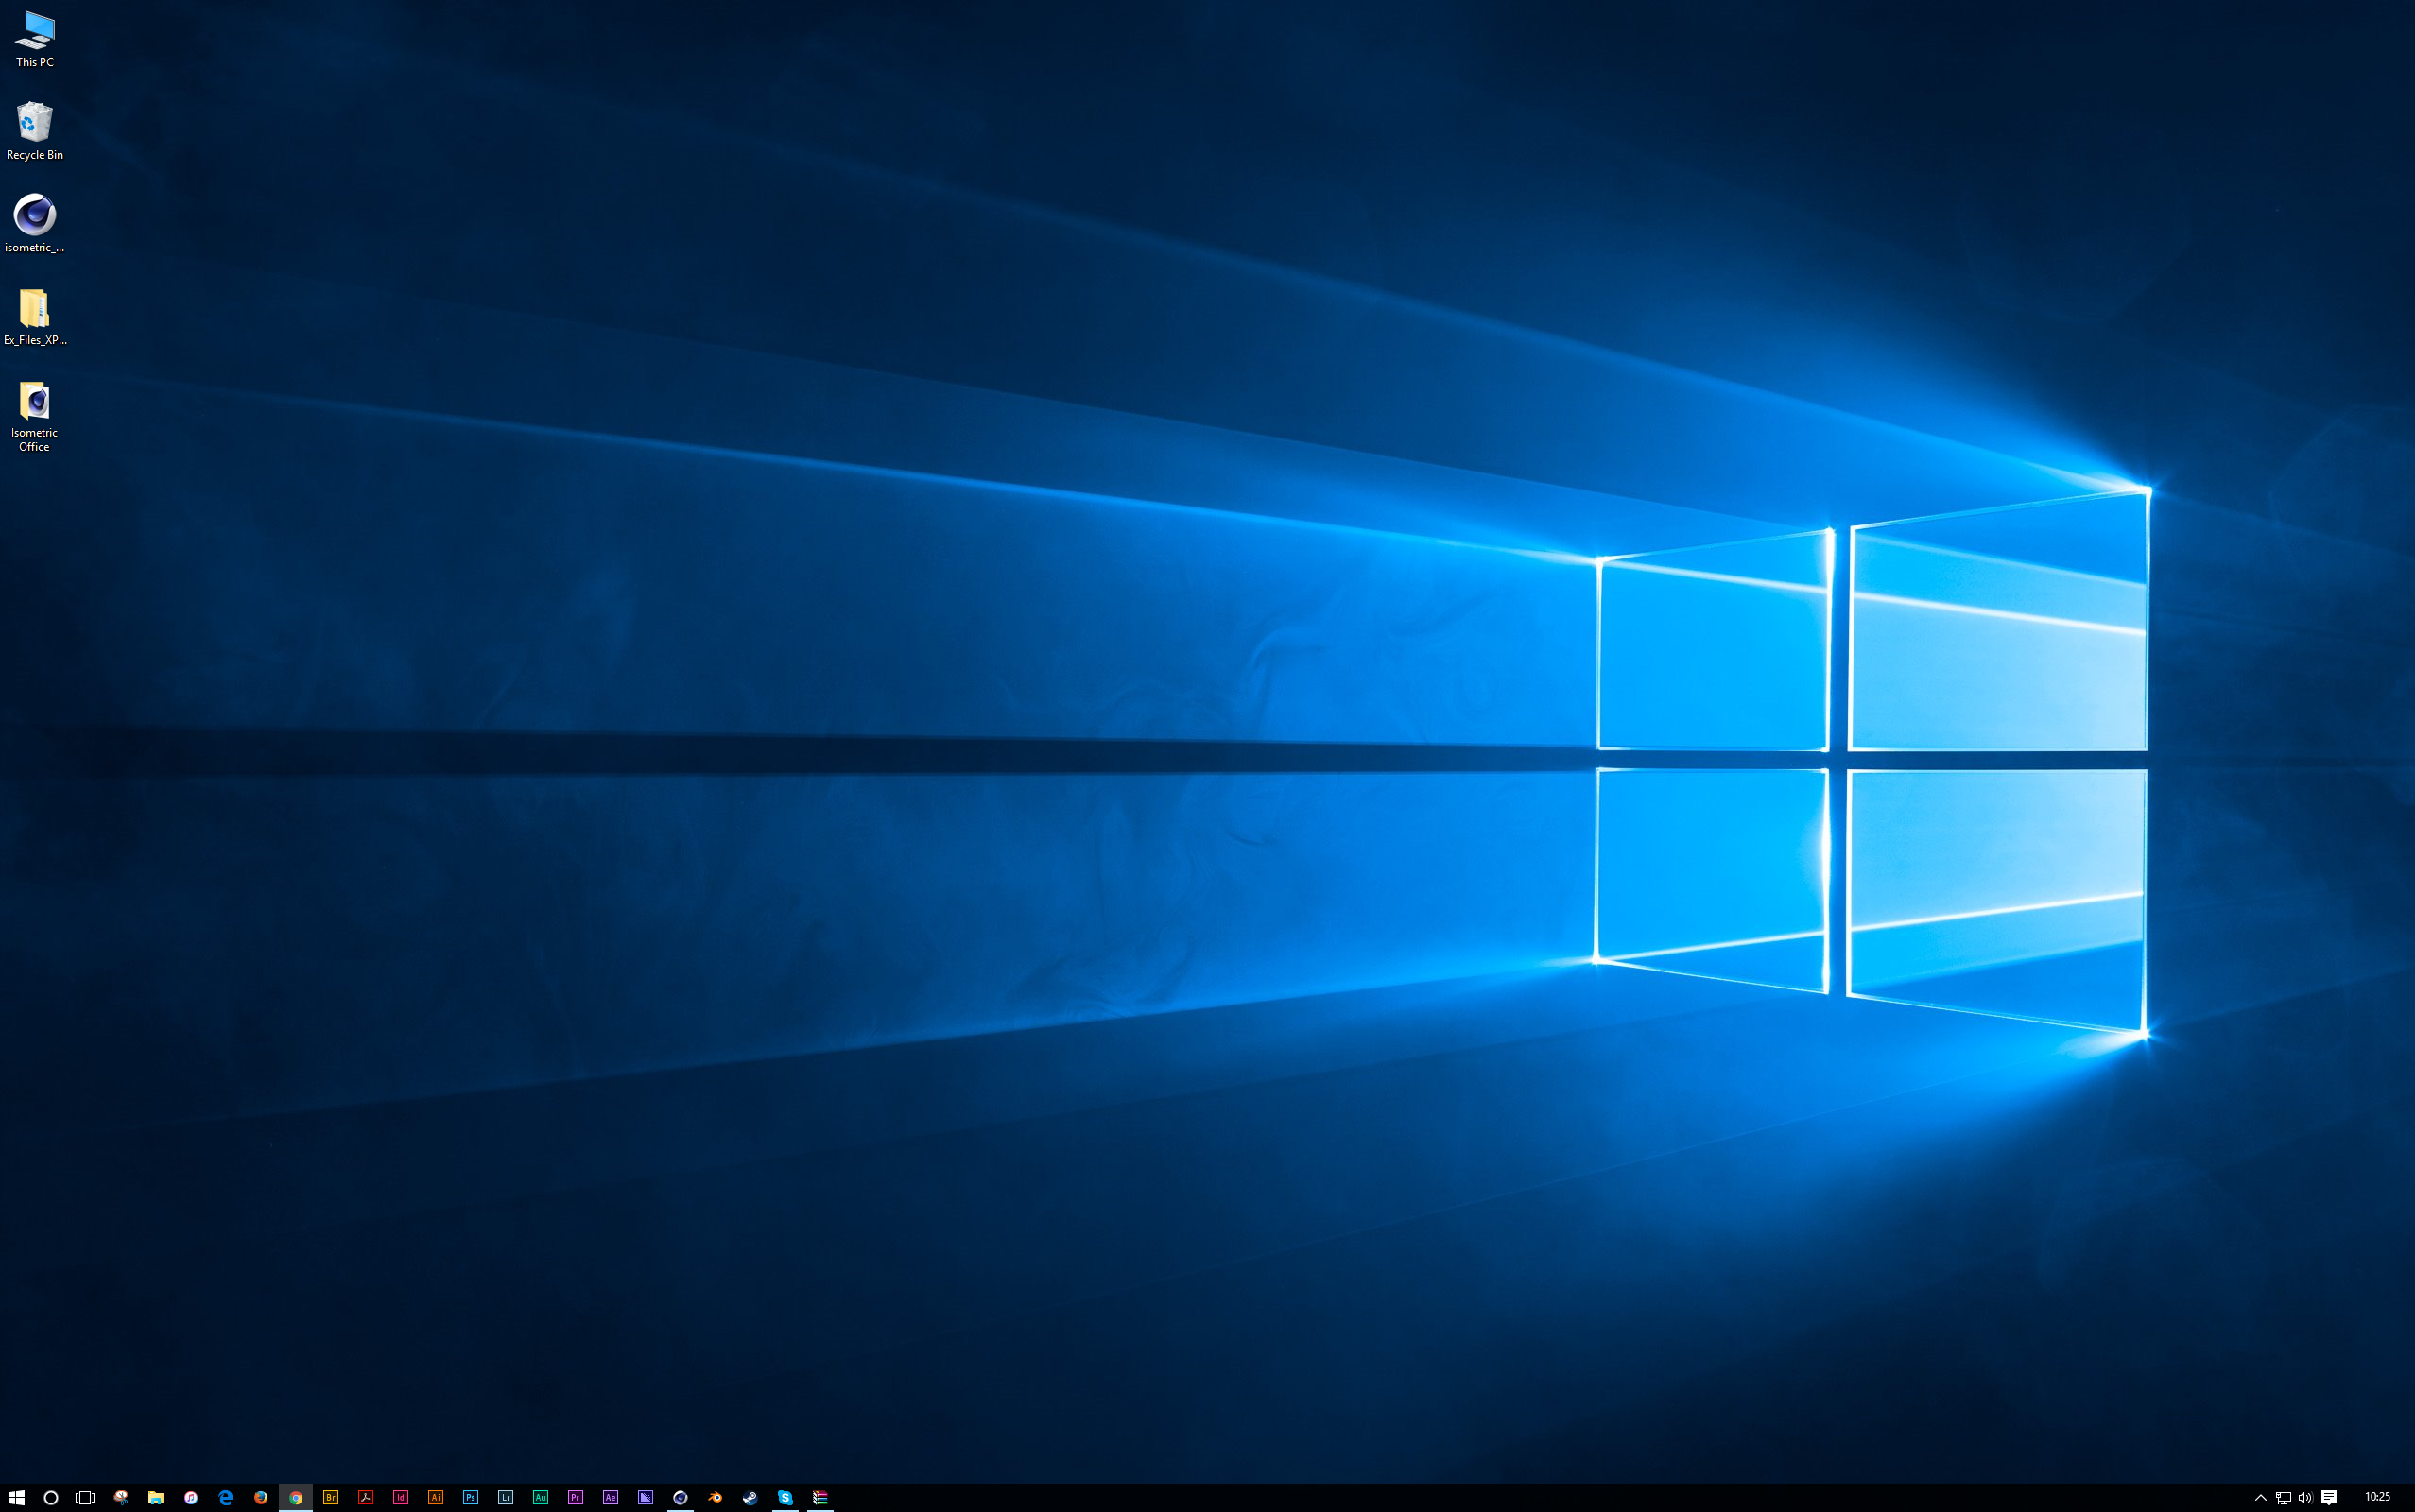 This PC
Recycle Bin
isometric_...
Ex_Files_XP...
Isometric
Office
Br
Id
Ai
Ps
Lr
Au
Pr
Ae
10:25